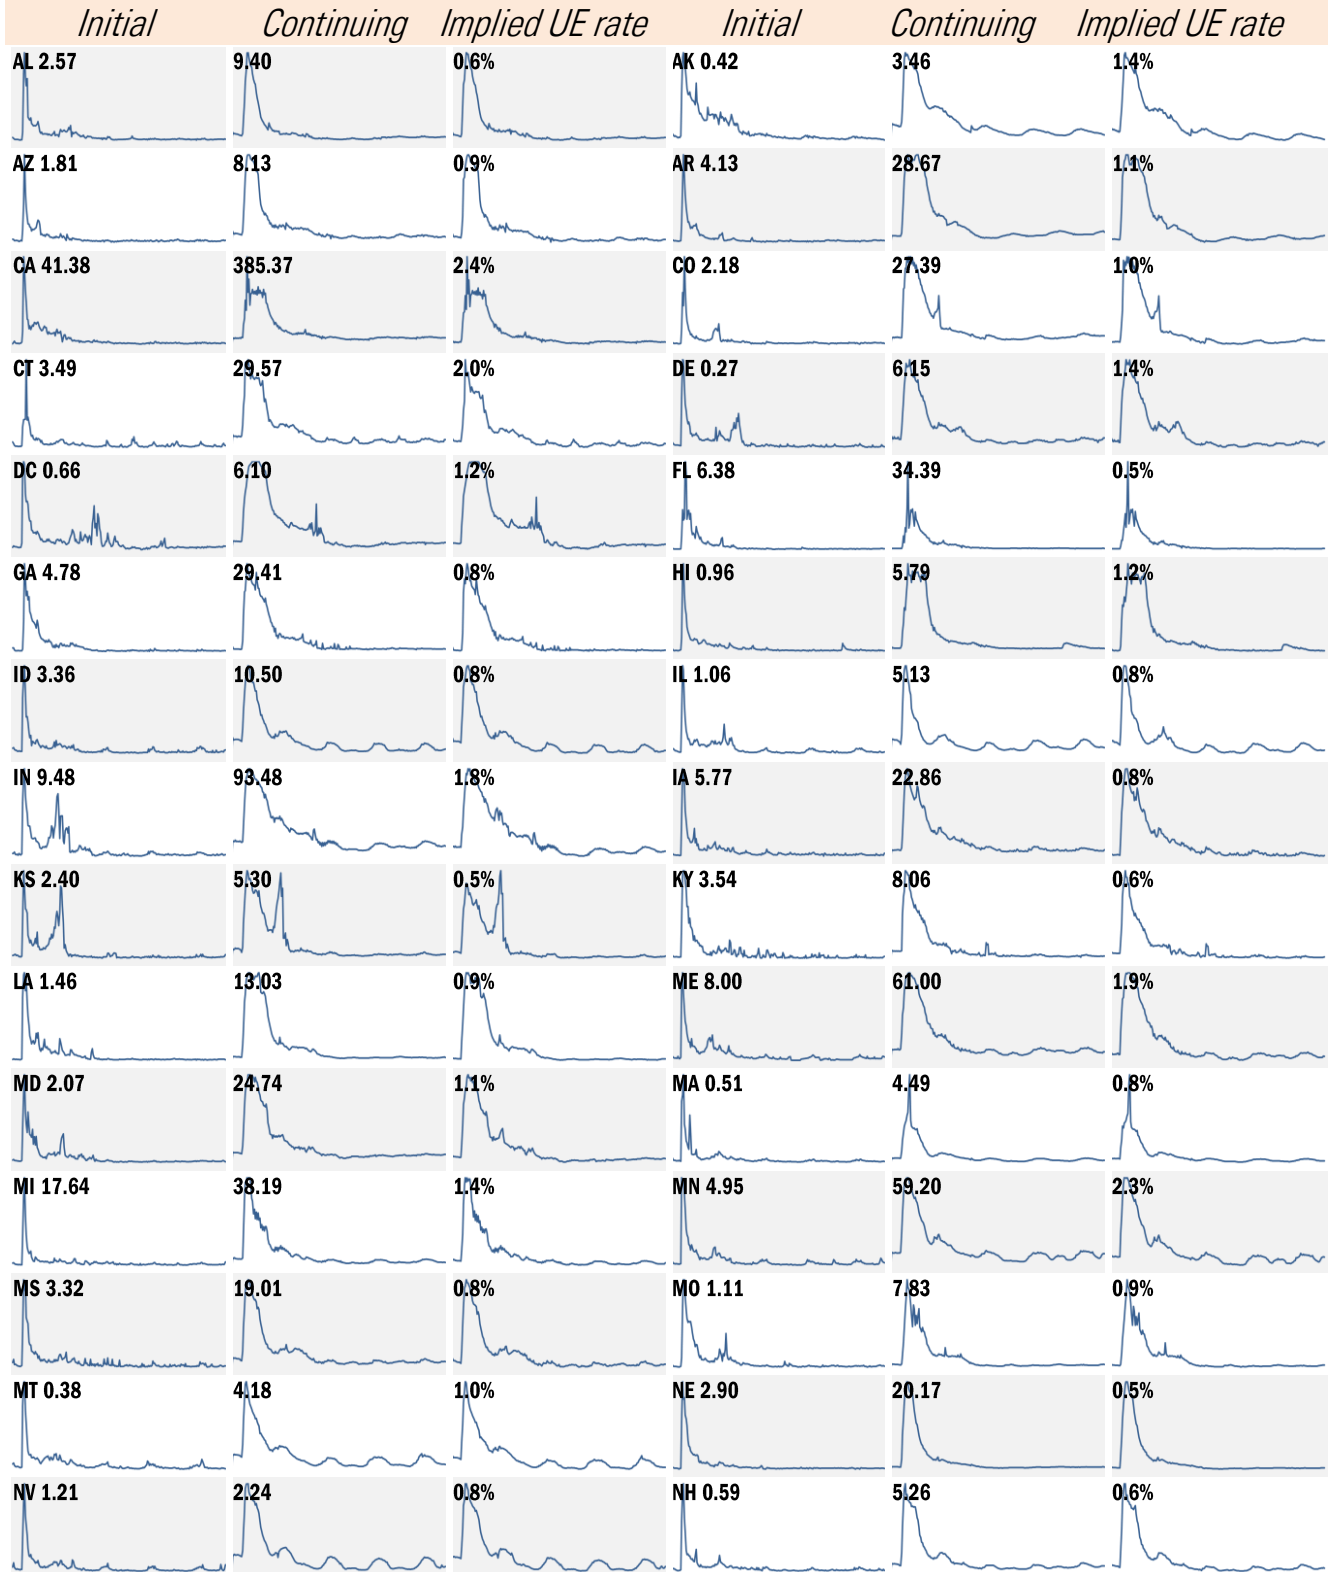 Initial Continuing Implied UE rate Initial Continuing Implied UE rate
AL 2.57 9.40 0.6% AK 0.42 3.46 1.4%
AZ 1.81 8.13 0.9% AR 4.13 28.67 1.1%
CA 41.38 385.37 2.4% CO 2.18 27.39 1.0%
CT 3.49 29.57 2.0% DE 0.27 6.15 1.4%
DC 0.66 6.10 1.2% FL 6.38 34.39 0.5%
GA 4.78 29.41 0.8% HI 0.96 5.79 1.2%
ID 3.36 10.50 0.8% IL 1.06 5.13 0.8%
IN 9.48 93.48 1.8% IA 5.77 22.86 0.8%
KS 2.40 5.30 0.5% KY 3.54 8.06 0.6%
LA 1.46 13.03 0.9% ME 8.00 61.00 1.9%
MD 2.07 24.74 1.1% MA 0.51 4.49 0.8%
MI 17.64 38.19 1.4% MN 4.95 59.20 2.3%
MS 3.32 19.01 0.8% MO 1.11 7.83 0.9%
MT 0.38 4.18 1.0% NE 2.90 20.17 0.5%
NV 1.21 2.24 0.8% NH 0.59 5.26 0.6%